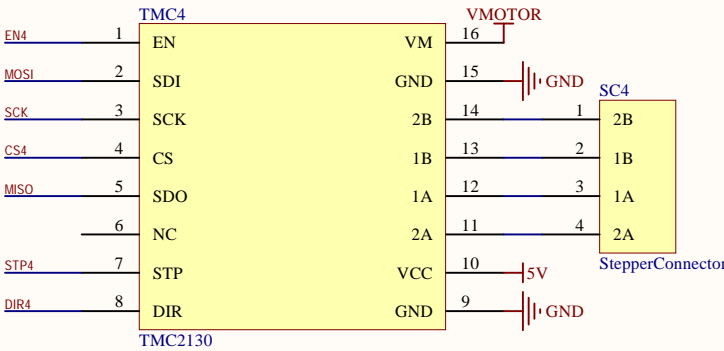 TMC4
VMOTOR
EN4 1 EN VM 16
MOSI 2 SDI GND 15 GND
SC4
SCK 3 SCK 2B 14 1 2B
CS4 4 CS 1B 13 2 1B
MISO 5 SDO 1A 12 3 1A
6 NC 2A 11 4 2A
STP4 7 STP VCC 10 5V
StepperConnector
DIR4 8 DIR GND 9 GND
TMC2130